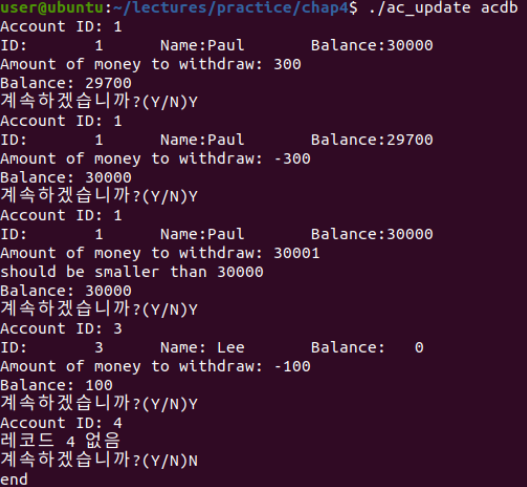 user@ubuntu:~/lectures/practice/chap4$ ./ac_update acdb
Account ID: 1
ID:       1      Name:Paul       Balance:30000
Amount of money to withdraw: 300
Balance: 29700
계속하겠습니까?(Y/N)Y
Account ID: 1
ID:       1      Name:Paul       Balance:29700
Amount of money to withdraw: -300
Balance: 30000
계속하겠습니까?(Y/N)Y
Account ID: 1
ID:       1      Name:Paul       Balance:30000
Amount of money to withdraw: 30001
should be smaller than 30000
Balance: 30000
계속하겠습니까?(Y/N)Y
Account ID: 3
ID:       3      Name: Lee       Balance:   0
Amount of money to withdraw: -100
Balance: 100
계속하겠습니까?(Y/N)Y
Account ID: 4
레코드 4 없음
계속하겠습니까?(Y/N)N
end